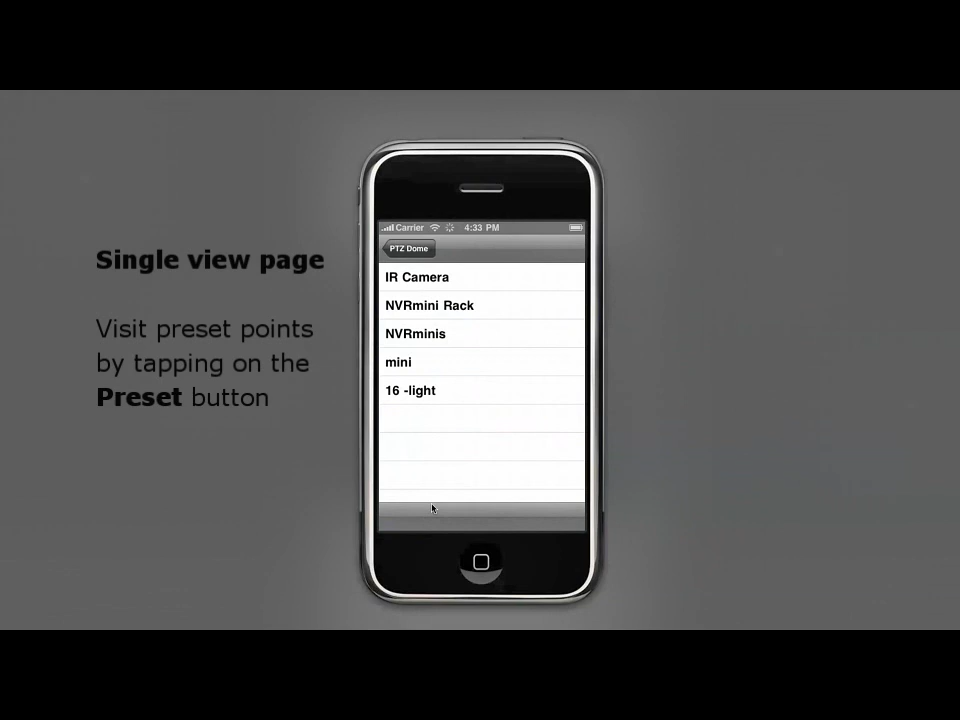 Single view page
Visit preset points
by tapping on the
Preset button
Carrier 4:33 PM
PTZ Dome
IR Camera
NVRmini Rack
NVRminis
mini
16 -light